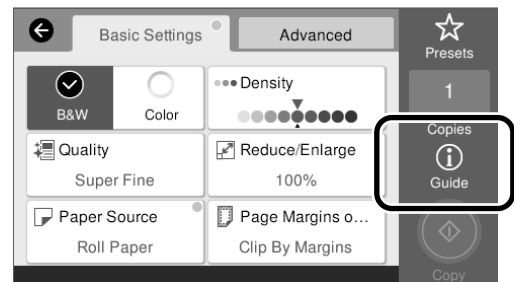 Basic Settings
Advanced
Presets
B&W
Color
Density
1
Copies
Quality
Super Fine
Reduce/Enlarge
100%
Guide
Paper Source
Roll Paper
Page Margins o...
Clip By Margins
Copy